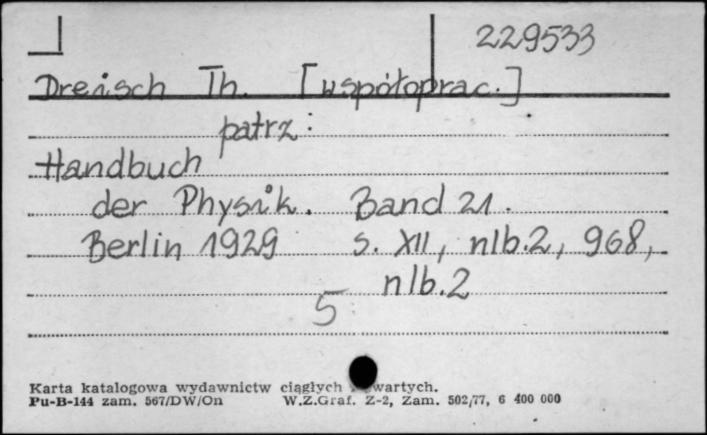 229533
Dreisch Th. [współoprac.]
patrz:
Handbuch
der Physik. Band 21.
Berlin 1929 s. XII, nlb.2, 968,
nlb.2
5
Karta katalogowa wydawnictw ciągłych wartych.
Pu-B-144 zam. 567/DW/On W.Z.Graf. Z-2, Zam. 502/77, 6 400 000